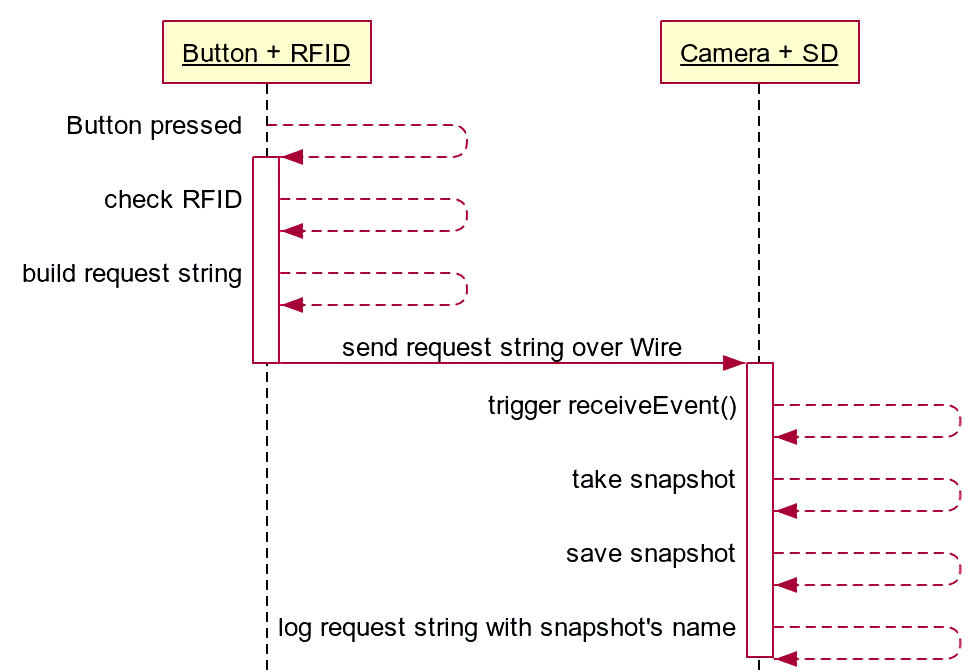 Button + RFID
Camera + SD
Button pressed
check RFID
build request string
send request string over Wire
trigger receiveEvent()
take snapshot
save snapshot
log request string with snapshot's name